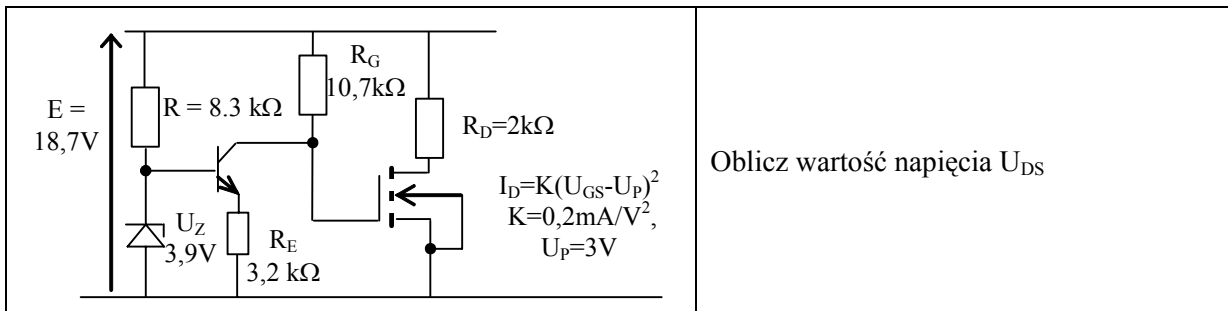 E =
18,7V
R = 8.3 kΩ
R_G
10,7kΩ
R_D=2kΩ
U_Z
3,9V
R_E
3,2 kΩ
I_D=K(U_GS-U_P)²
K=0,2mA/V²,
U_P=3V
Oblicz wartość napięcia U_DS